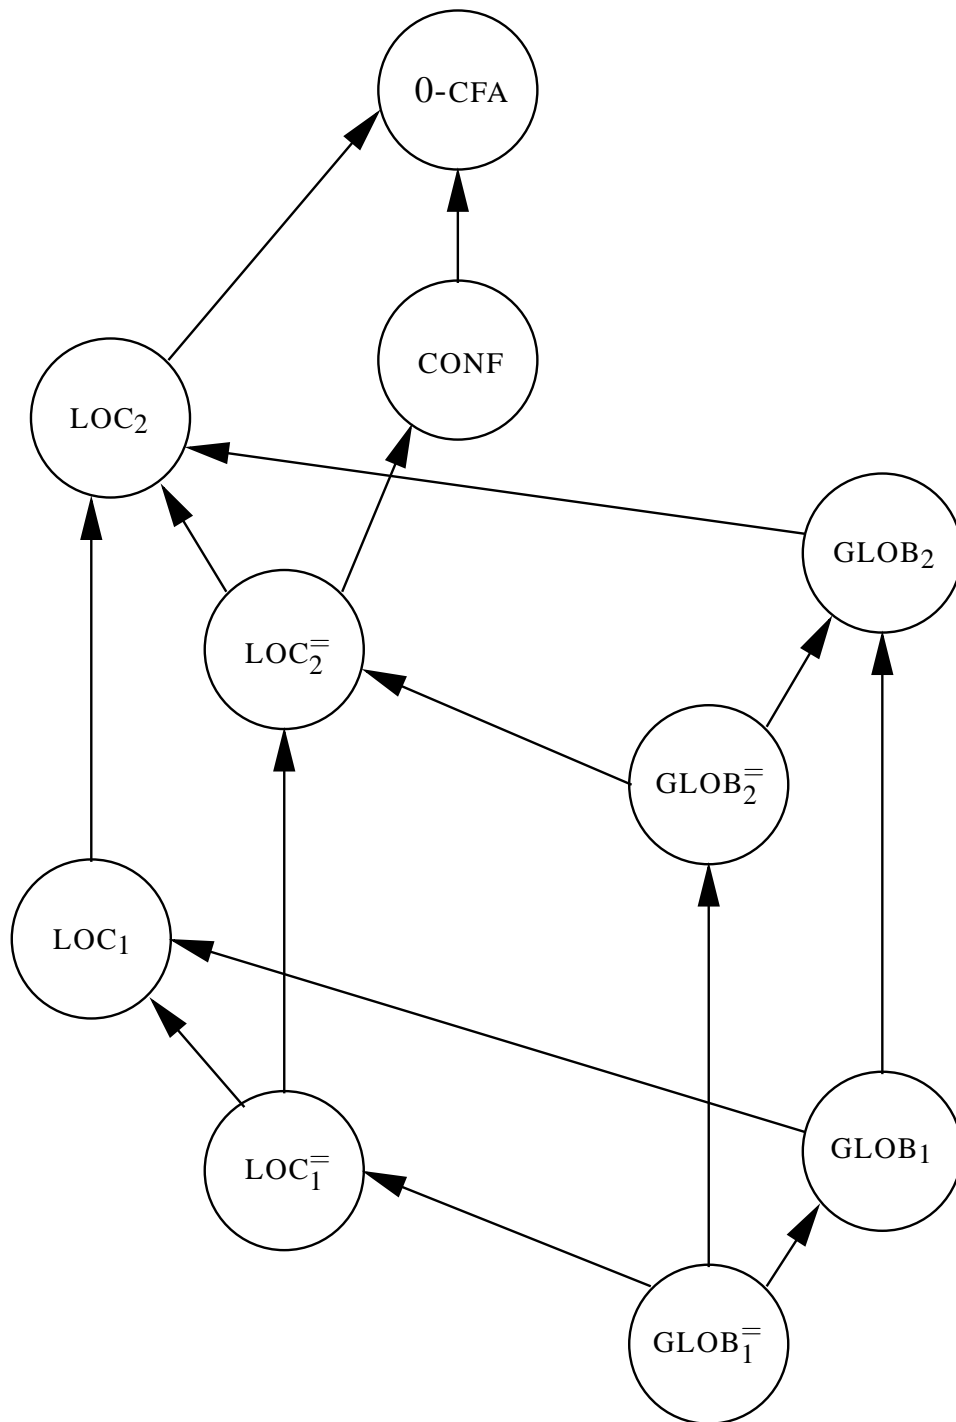 0-CFA
CONF
LOC₂
GLOB₂
LOC₂⁼
GLOB₂⁼
LOC₁
GLOB₁
LOC₁⁼
GLOB₁⁼